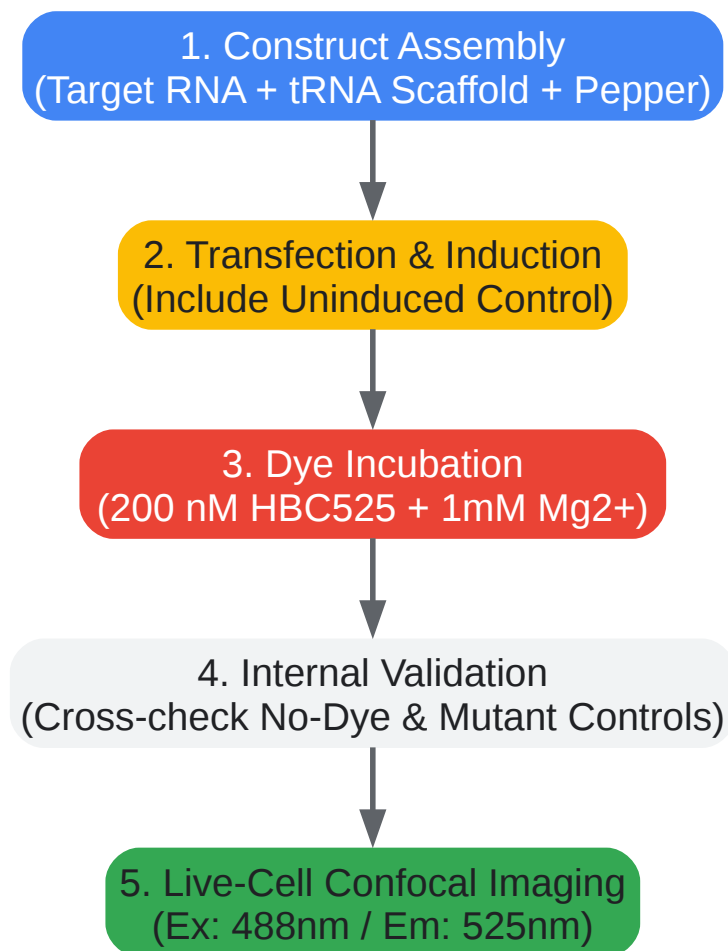 1. Construct Assembly
(Target RNA + tRNA Scaffold + Pepper)
2. Transfection & Induction
(Include Uninduced Control)
3. Dye Incubation
(200 nM HBC525 + 1mM Mg2+)
4. Internal Validation
(Cross-check No-Dye & Mutant Controls)
5. Live-Cell Confocal Imaging
(Ex: 488nm / Em: 525nm)